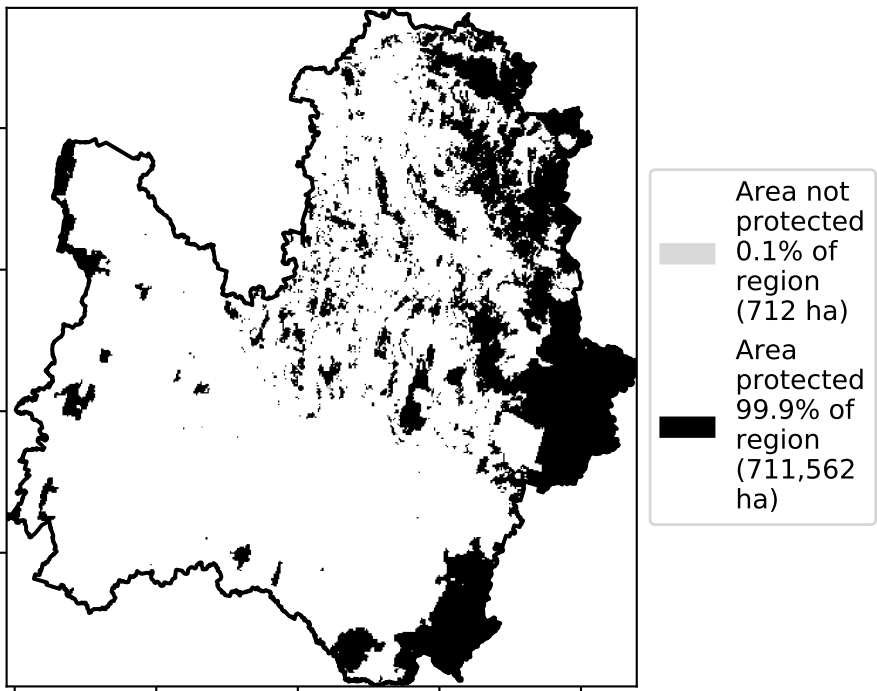 Area not
protected
0.1% of
region
(712 ha)
Area
protected
99.9% of
region
(711,562
ha)